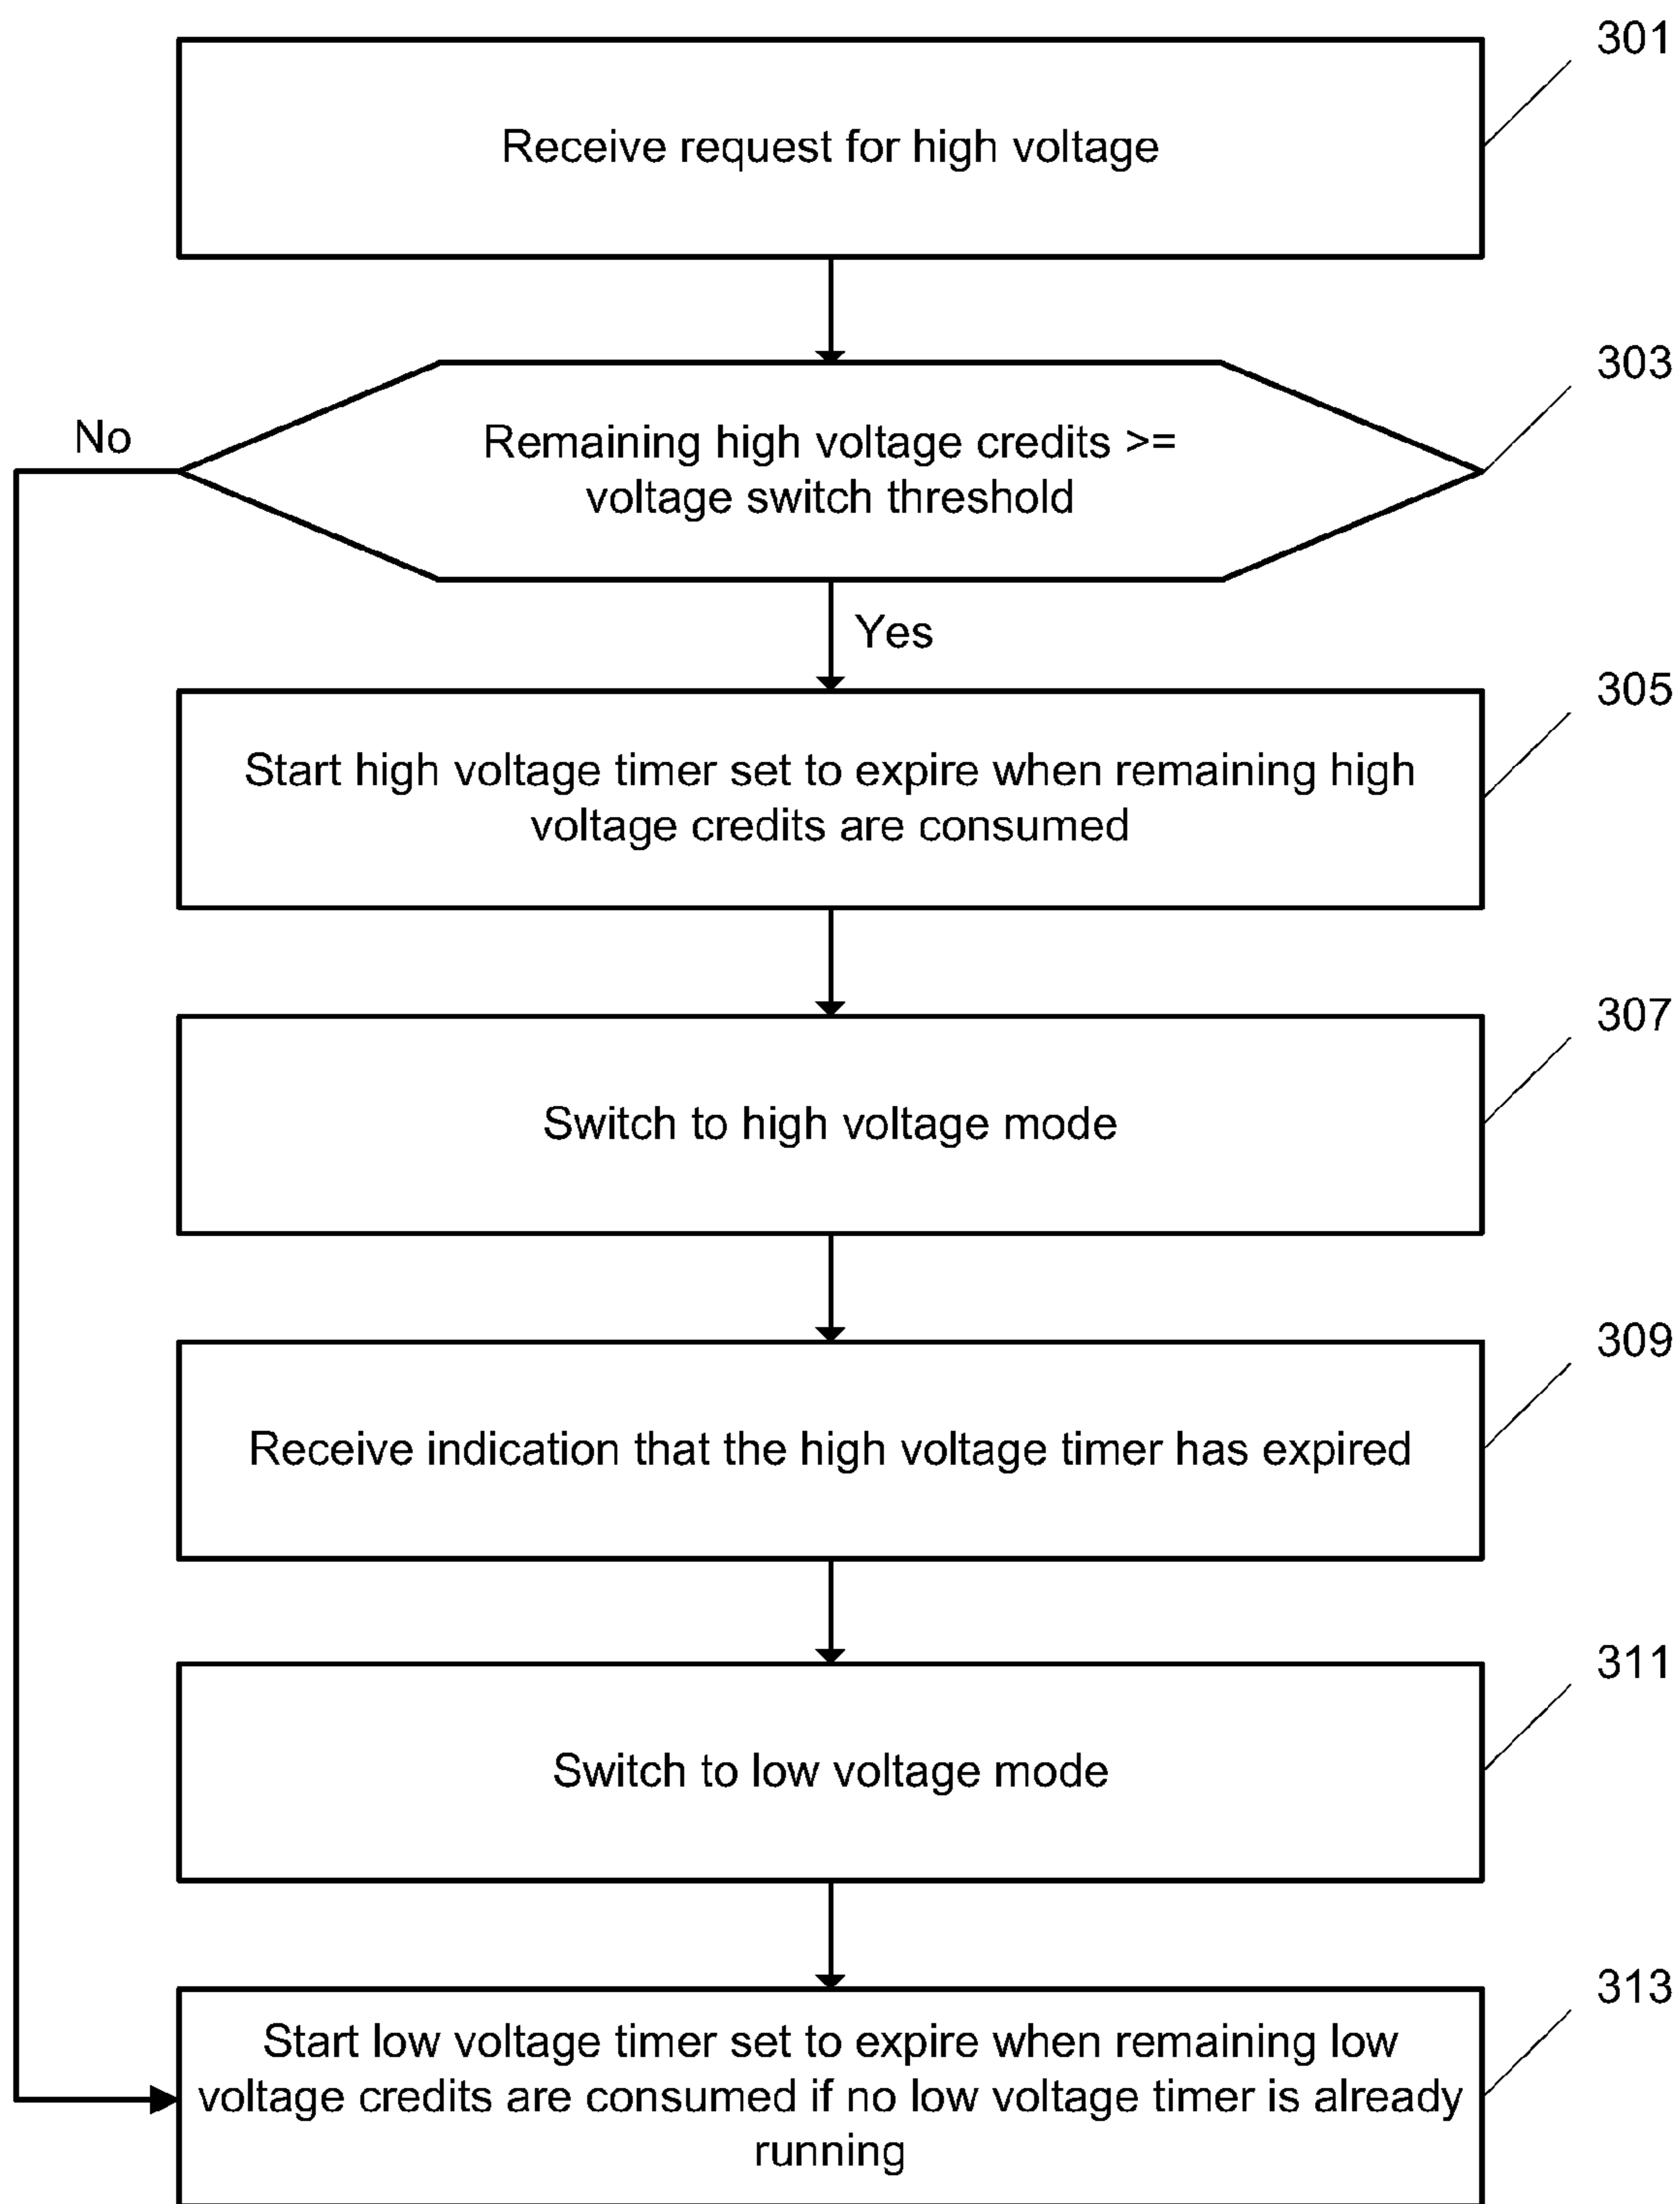 301
Receive request for high voltage
303
No
Remaining high voltage credits >=
voltage switch threshold
Yes
305
Start high voltage timer set to expire when remaining high
voltage credits are consumed
307
Switch to high voltage mode
309
Receive indication that the high voltage timer has expired
311
Switch to low voltage mode
313
Start low voltage timer set to expire when remaining low
voltage credits are consumed if no low voltage timer is already
running